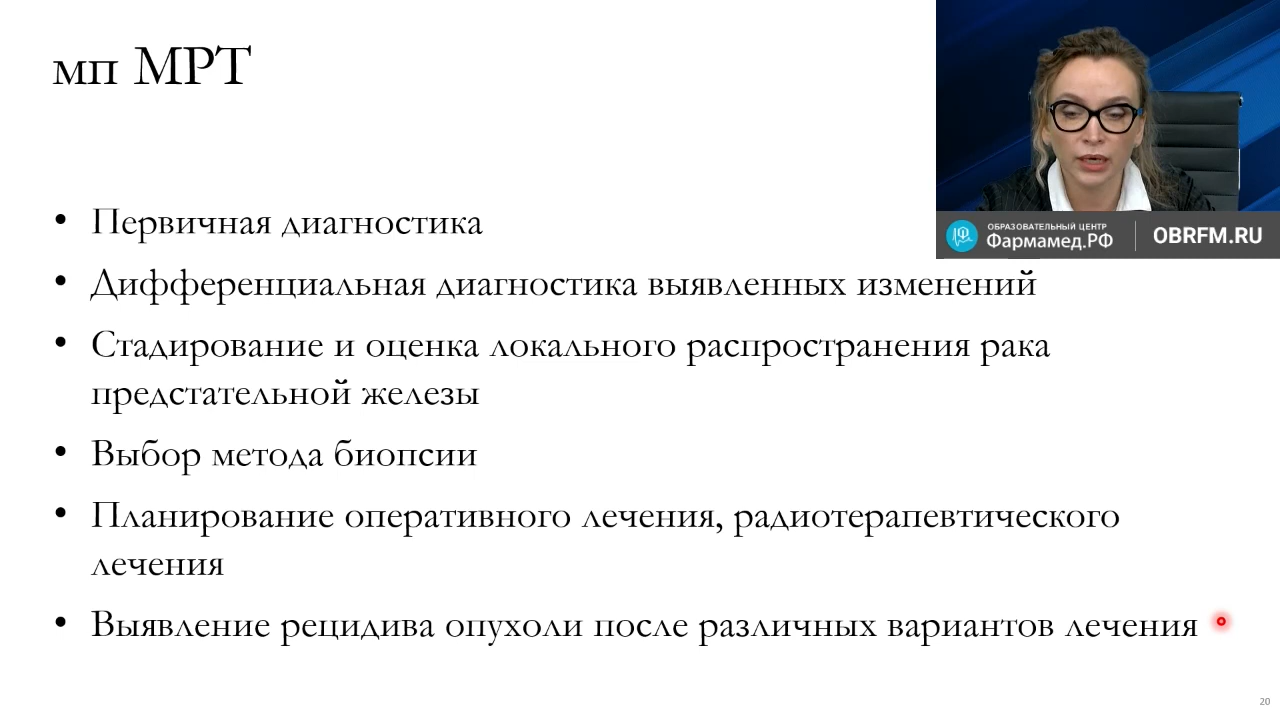 мп МРТ
ОБРАЗОВАТЕЛЬНЫЙ ЦЕНТР
Фармамед.РФ
OBRFM.RU
• Первичная диагностика
• Дифференциальная диагностика выявленных изменений
• Стадирование и оценка локального распространения рака
предстательной железы
• Выбор метода биопсии
• Планирование оперативного лечения, радиотерапевтического
лечения
• Выявление рецидива опухоли после различных вариантов лечения
20